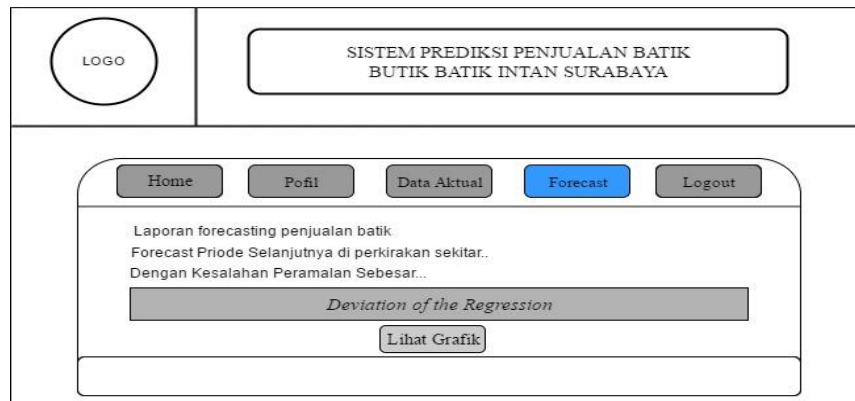 LOGO
SISTEM PREDIKSI PENJUALAN BATIK
BUTIK BATIK INTAN SURABAYA
Home
Pofil
Data Aktual
Forecast
Logout
Laporan forecasting penjualan batik
Forecast Priode Selanjutnya di perkirakan sekitar..
Dengan Kesalahan Peramalan Sebesar...
Deviation of the Regression
Lihat Grafik